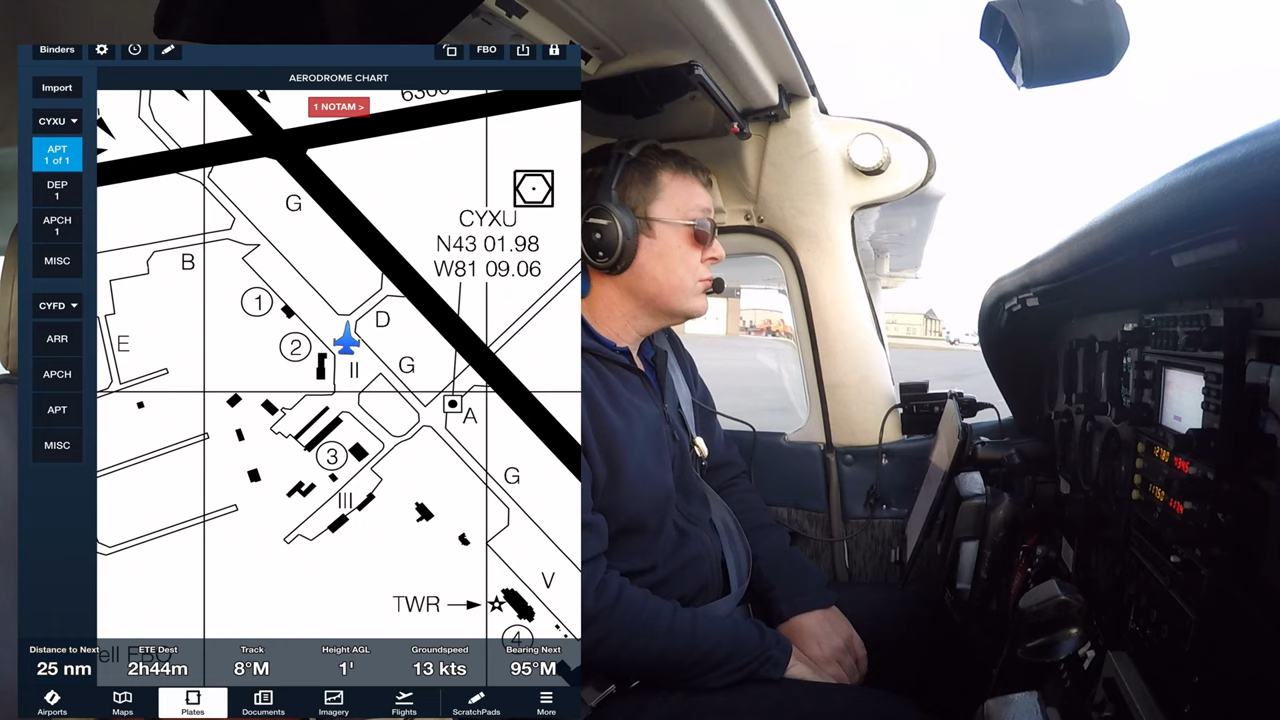 Binders
FBO
AERODROME CHART
Import
1 NOTAM >
CYXU
APT
1 of 1
DEP
1
APCH
1
MISC
CYFD
ARR
APCH
APT
MISC
G
CYXU
N43 01.98
W81 09.06
B
1
D
2
E
II
G
A
3
G
III
V
TWR
4
Distance to Next
25 nm
ETE Dest
2h44m
Track
8°M
Height AGL
1'
Groundspeed
13 kts
Bearing Next
95°M
Airports
Maps
Plates
Documents
Imagery
Flights
ScratchPads
More